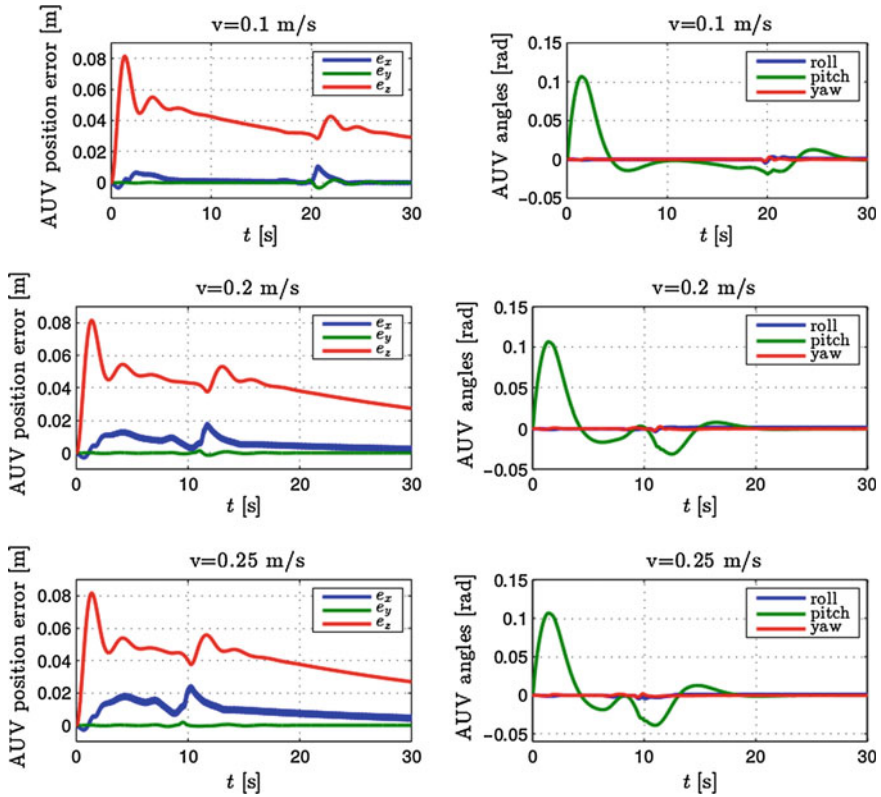 v=0.1 m/s
AUV position error [m]
0.08
0.06
0.04
0.02
0
0 10 20 30
t [s]
e_x
e_y
e_z
v=0.1 m/s
AUV angles [rad]
0.15
0.1
0.05
0
−0.05
0 10 20 30
t [s]
roll
pitch
yaw
v=0.2 m/s
AUV position error [m]
0.08
0.06
0.04
0.02
0
0 10 20 30
t [s]
e_x
e_y
e_z
v=0.2 m/s
AUV angles [rad]
0.15
0.1
0.05
0
−0.05
0 10 20 30
t [s]
roll
pitch
yaw
v=0.25 m/s
AUV position error [m]
0.08
0.06
0.04
0.02
0
0 10 20 30
t [s]
e_x
e_y
e_z
v=0.25 m/s
AUV angles [rad]
0.15
0.1
0.05
0
−0.05
0 10 20 30
t [s]
roll
pitch
yaw